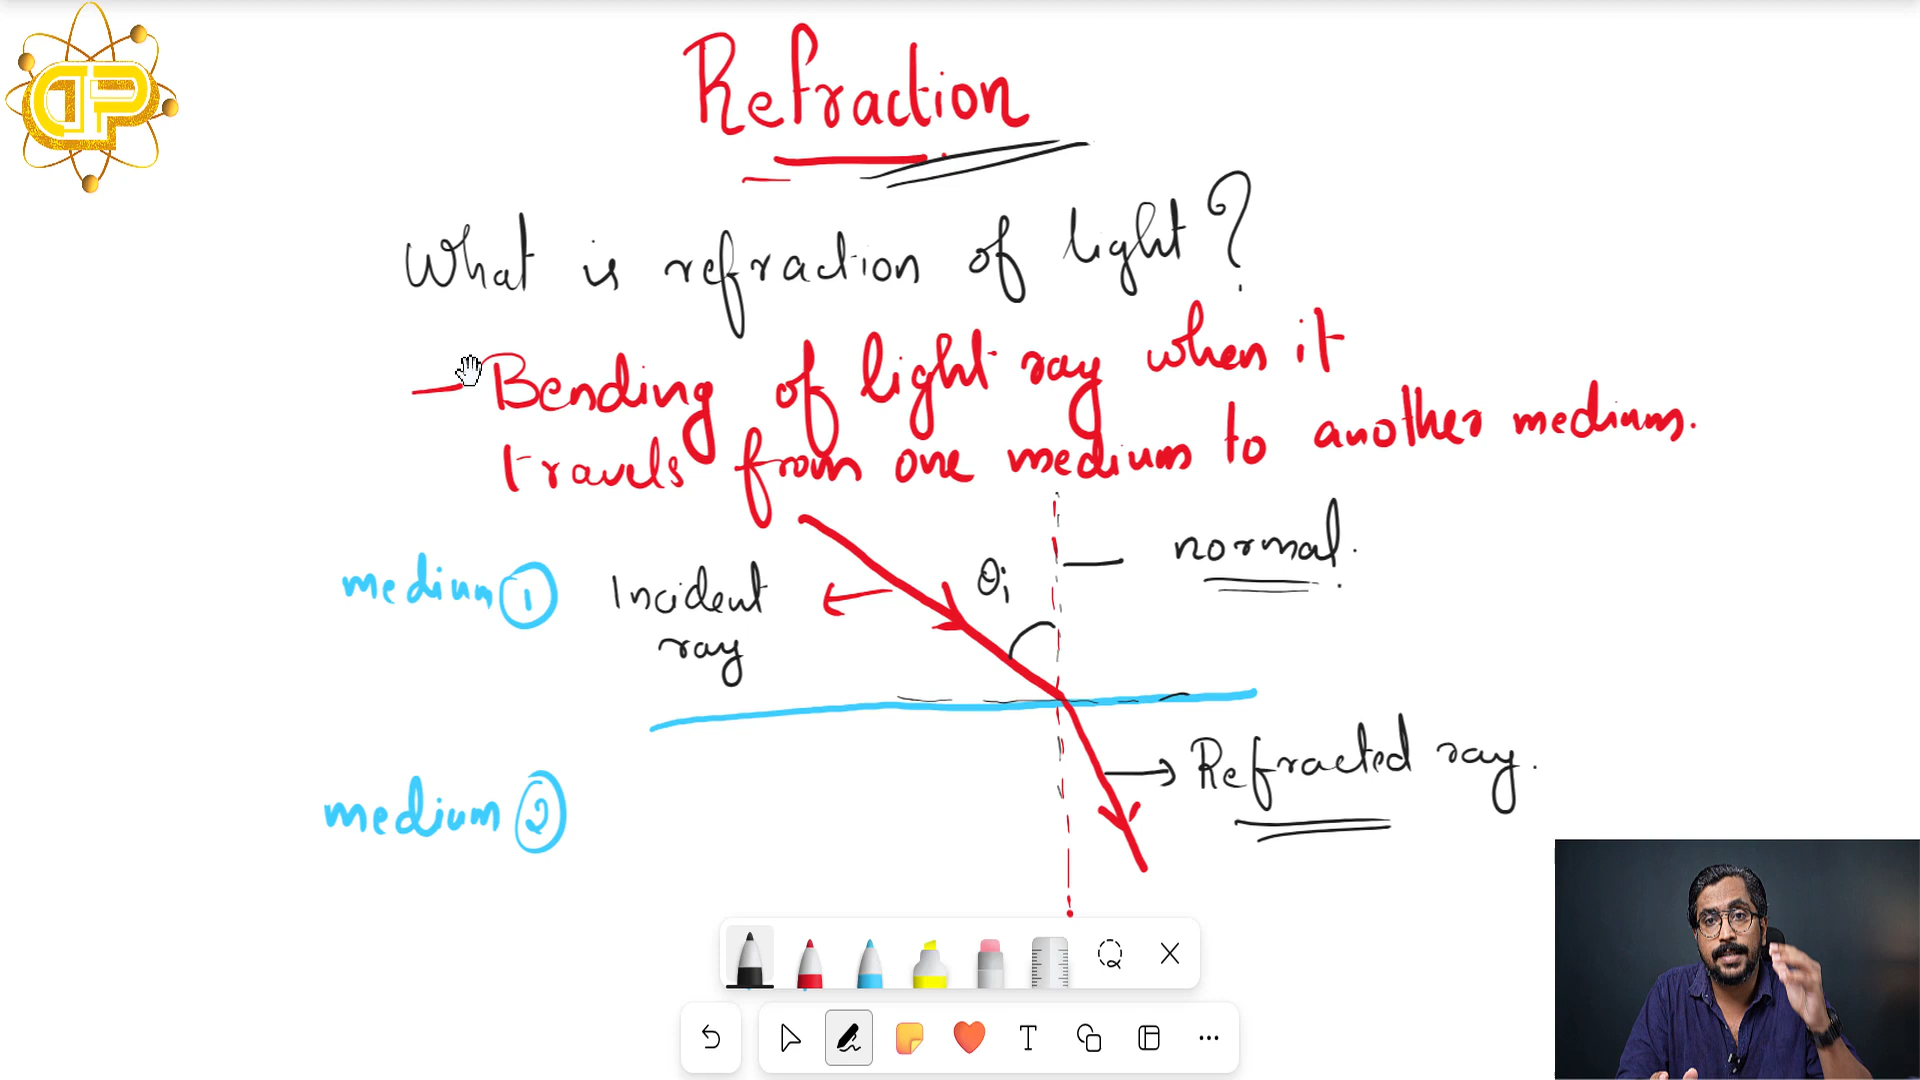 DP
Refraction
What is refraction of light?
- Bending of light ray when it
travels from one medium to another medium.
normal.
θi
medium ①
Incident
ray
Refracted ray.
medium ②
T